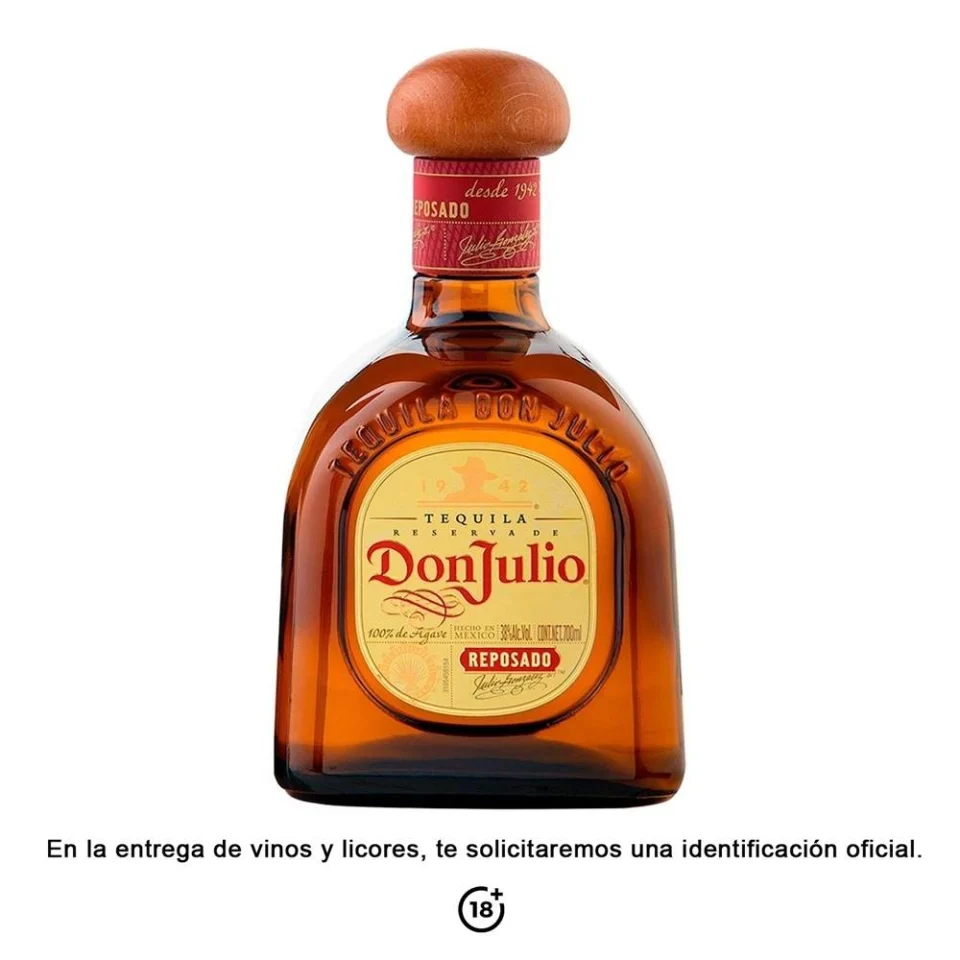 desde 1942
EPOSADO
Julio González
TEQUILA DON JULIO
1942
TEQUILA
RESERVA DE
DonJulio
100% de Agave HECHO EN MEXICO 38%Alc.Vol. CONT.NET.700ml
REPOSADO
Julio González
En la entrega de vinos y licores, te solicitaremos una identificación oficial.
18+